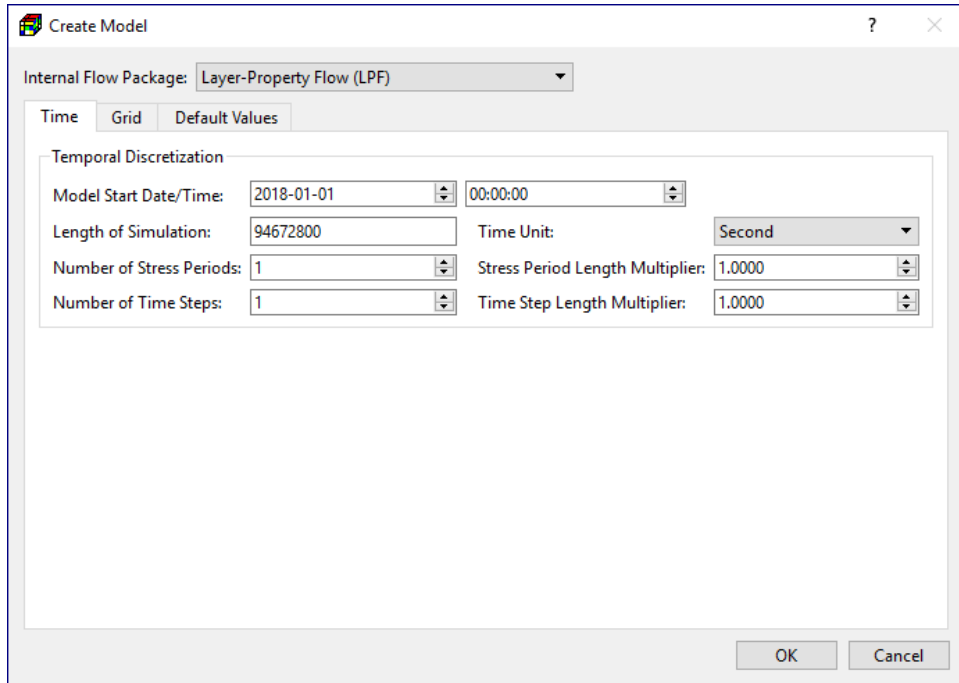 Create Model ?
Internal Flow Package: Layer-Property Flow (LPF)
Time Grid Default Values
Temporal Discretization
Model Start Date/Time: 2018-01-01 00:00:00
Length of Simulation: 94672800 Time Unit: Second
Number of Stress Periods: 1 Stress Period Length Multiplier: 1.0000
Number of Time Steps: 1 Time Step Length Multiplier: 1.0000
OK Cancel